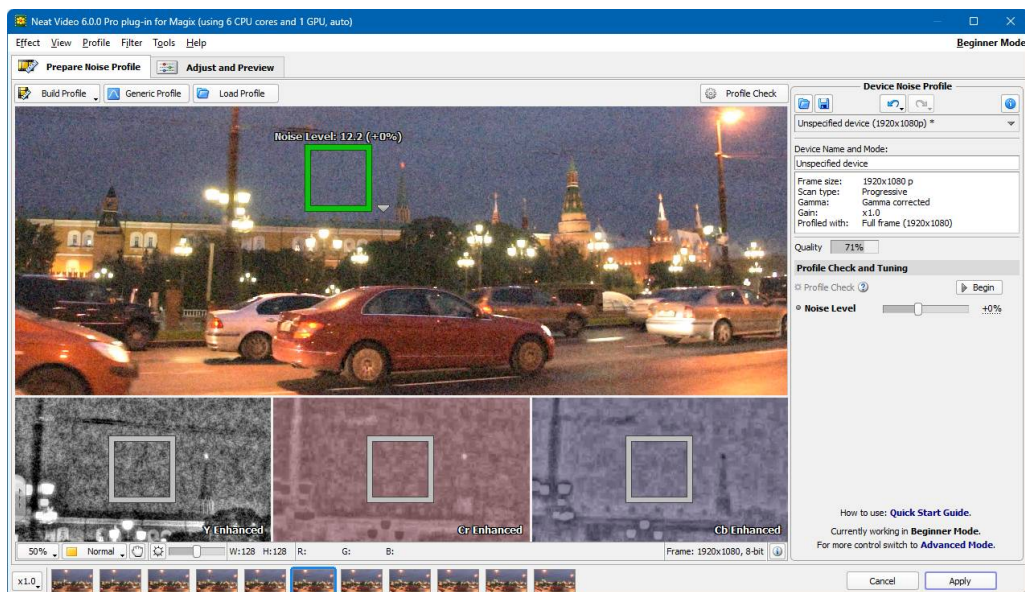 Neat Video 6.0.0 Pro plug-in for Magix (using 6 CPU cores and 1 GPU, auto)
Effect View Profile Filter Tools Help Beginner Mode
Prepare Noise Profile Adjust and Preview
Build Profile Generic Profile Load Profile Profile Check
Device Noise Profile
Unspecified device (1920x1080p) *
Device Name and Mode:
Unspecified device
Frame size: 1920x1080 p
Scan type: Progressive
Gamma: Gamma corrected
Gain: x1.0
Profiled with: Full frame (1920x1080)
Quality 71%
Profile Check and Tuning
Profile Check Begin
Noise Level +0%
Noise Level: 12.2 (+0%)
Y Enhanced Cr Enhanced Cb Enhanced
How to use: Quick Start Guide.
Currently working in Beginner Mode.
For more control switch to Advanced Mode.
50% Normal W:128 H:128 R: G: B: Frame: 1920x1080, 8-bit
x1.0 Cancel Apply